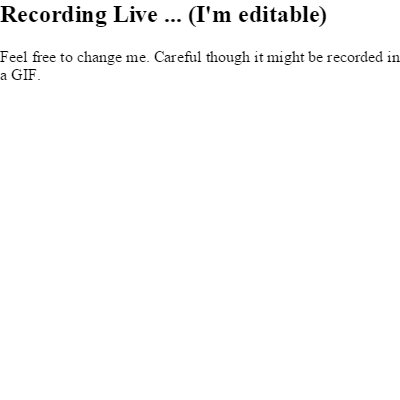 Recording Live ... (I'm editable)
Feel free to change me. Careful though it might be recorded in
a GIF.